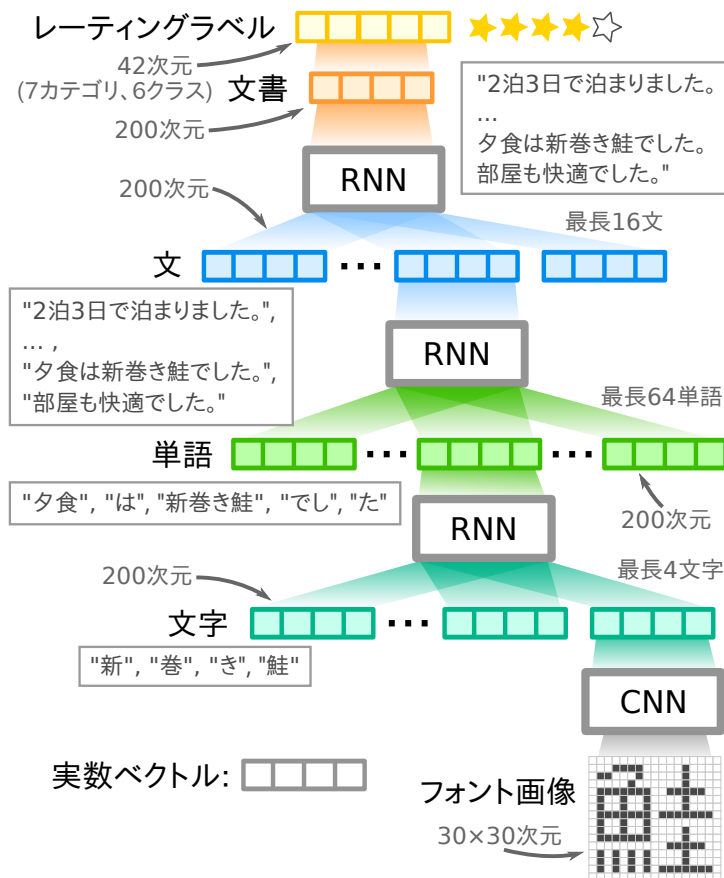 レーティングラベル
42次元
(7カテゴリ、6クラス)
文書
200次元
"2泊3日で泊まりました。
...
夕食は新巻き鮭でした。
部屋も快適でした。"
RNN
200次元
最長16文
文
...
"2泊3日で泊まりました。",
... ,
"夕食は新巻き鮭でした。",
"部屋も快適でした。"
RNN
最長64単語
単語
...
...
"夕食", "は", "新巻き鮭", "でし", "た"
RNN
200次元
200次元
最長4文字
文字
...
"新", "巻", "き", "鮭"
CNN
実数ベクトル:
フォント画像
30×30次元
鮭